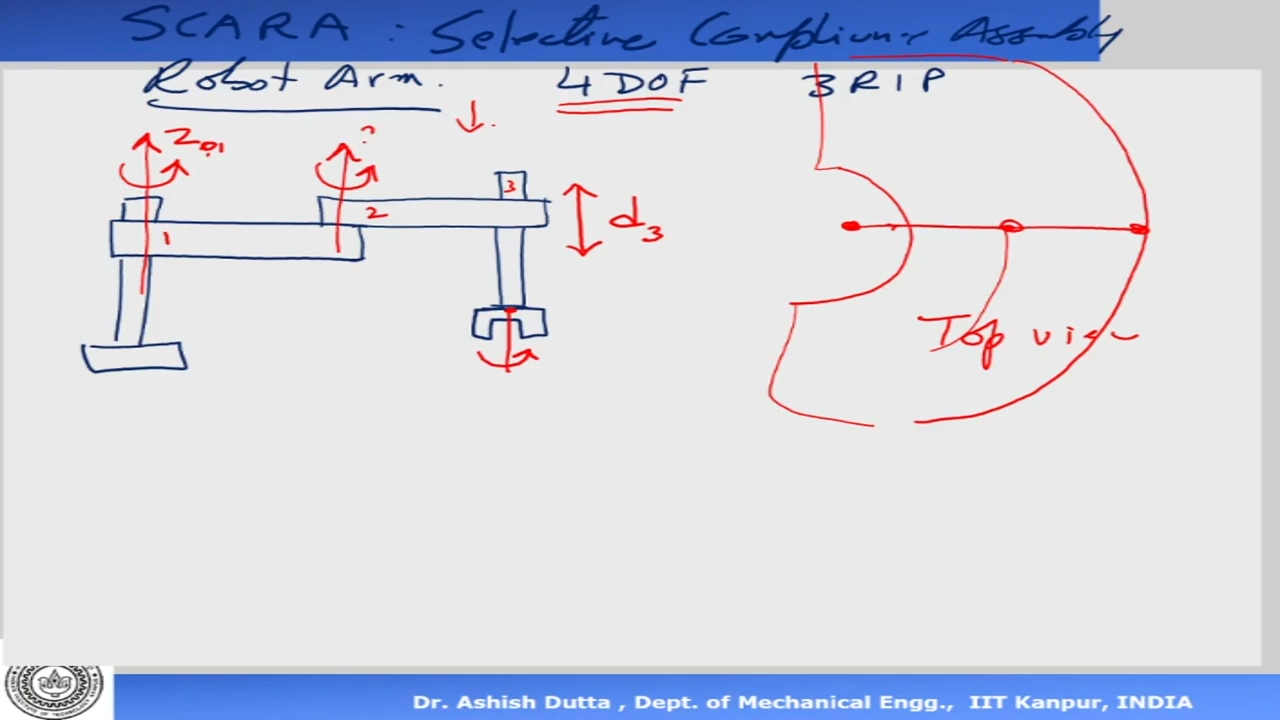 SCARA : Selective Compliance Assembly
Robot Arm. 4 DOF 3R1P
Z01 2
1 2 3 d3
Top view
Dr. Ashish Dutta , Dept. of Mechanical Engg., IIT Kanpur, INDIA